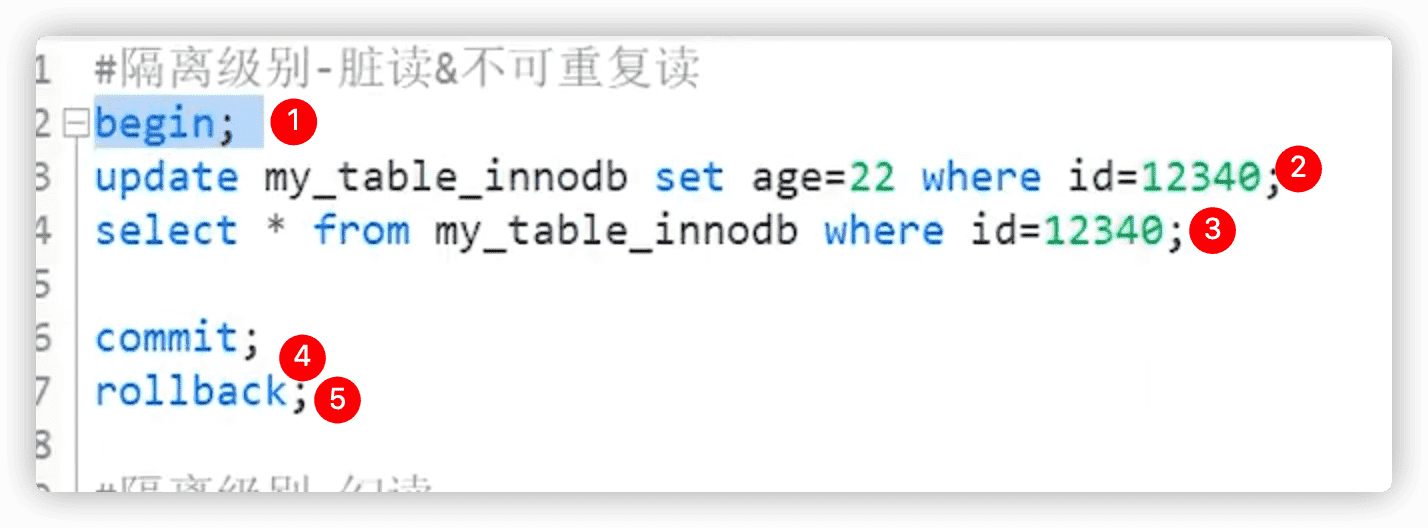 1 #隔离级别-脏读&不可重复读
2 begin; 1
3 update my_table_innodb set age=22 where id=12340; 2
4 select * from my_table_innodb where id=12340; 3
5
6 commit; 4
7 rollback; 5
8
#隔离级别-幻读